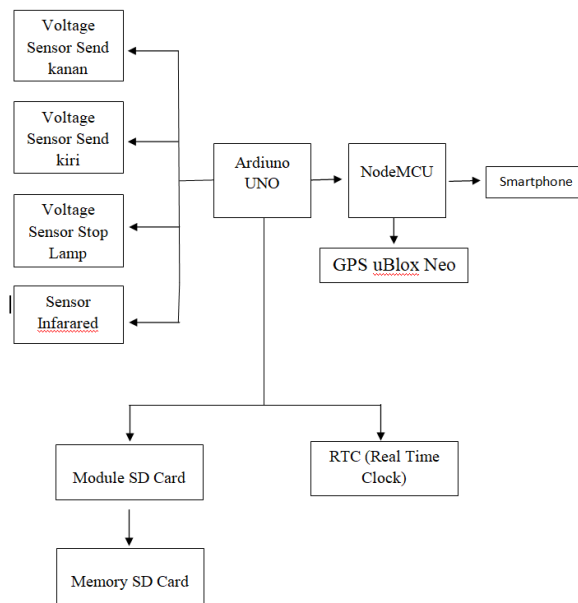 Voltage
Sensor Send
kanan
Voltage
Sensor Send
kiri
Voltage
Sensor Stop
Lamp
Sensor
Infarared
Ardiuno
UNO
NodeMCU
Smartphone
GPS uBlox Neo
Module SD Card
RTC (Real Time
Clock)
Memory SD Card